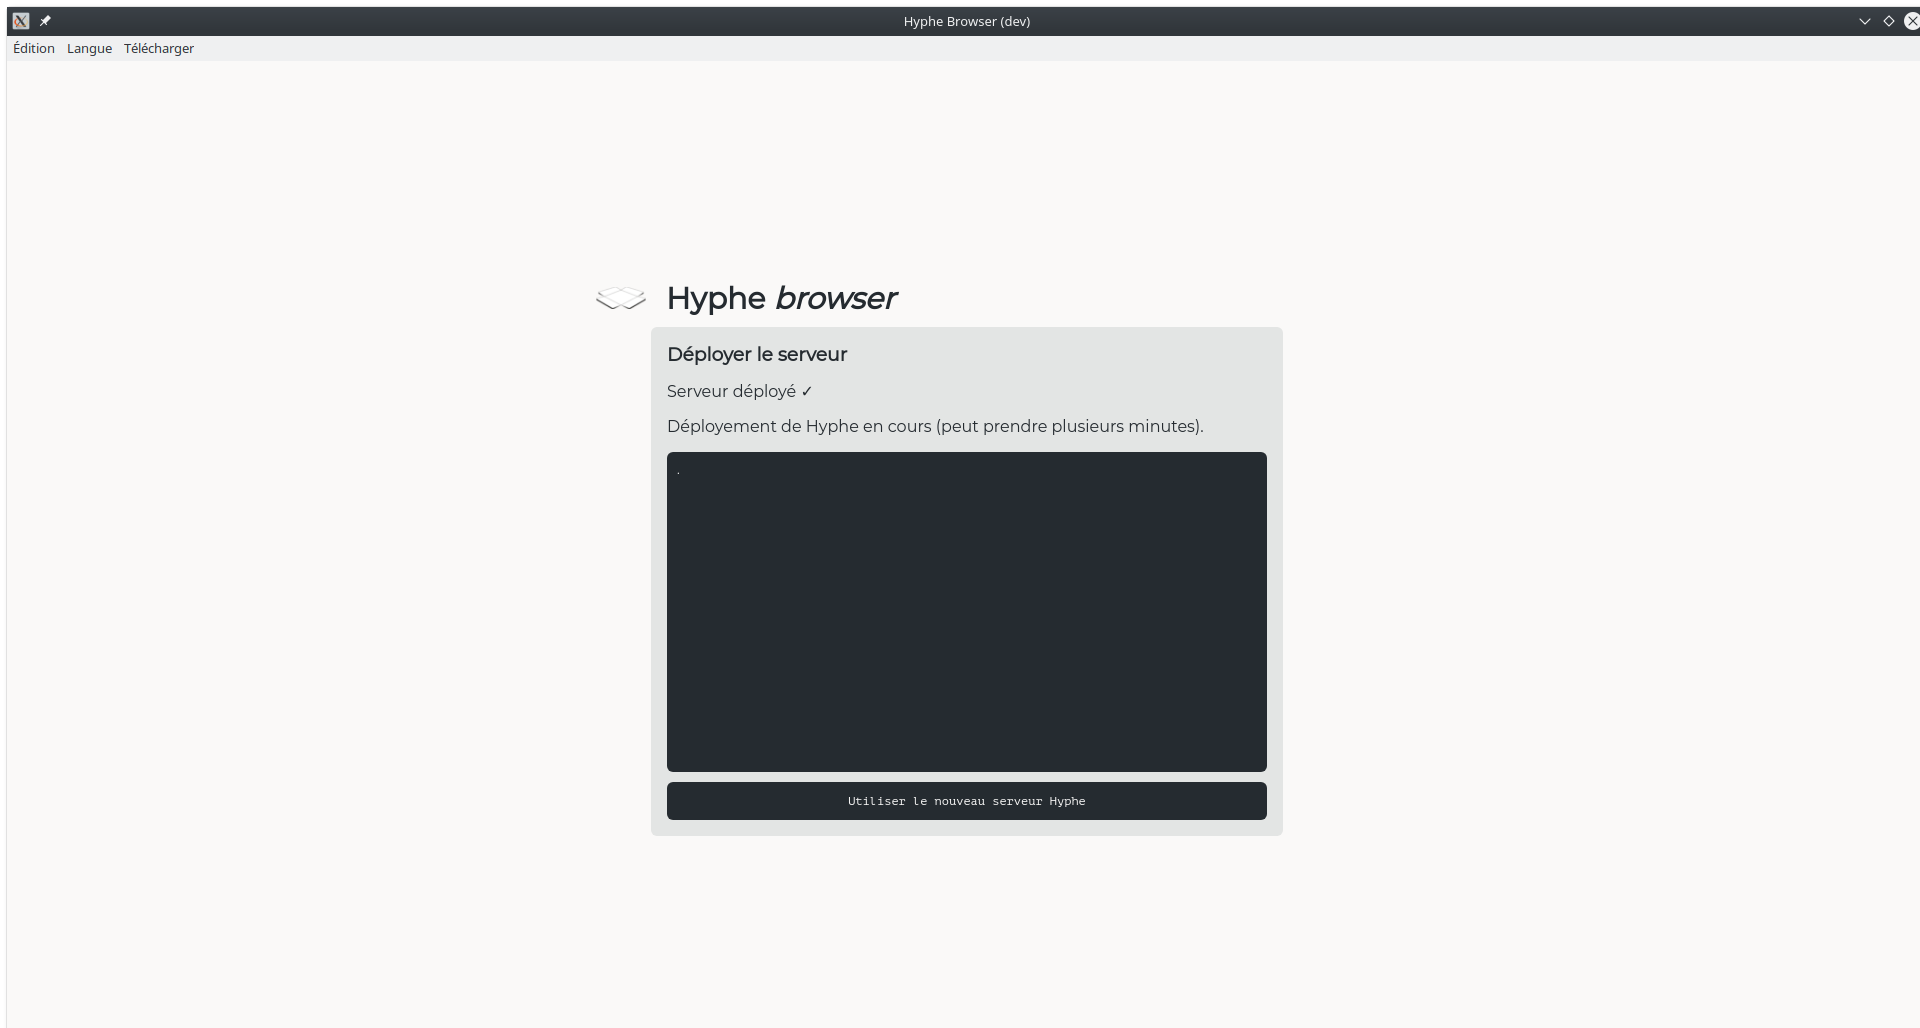 Hyphe Browser (dev)
Édition Langue Télécharger
Hyphe browser
Déployer le serveur
Serveur déployé ✓
Déployement de Hyphe en cours (peut prendre plusieurs minutes).
.
Utiliser le nouveau serveur Hyphe